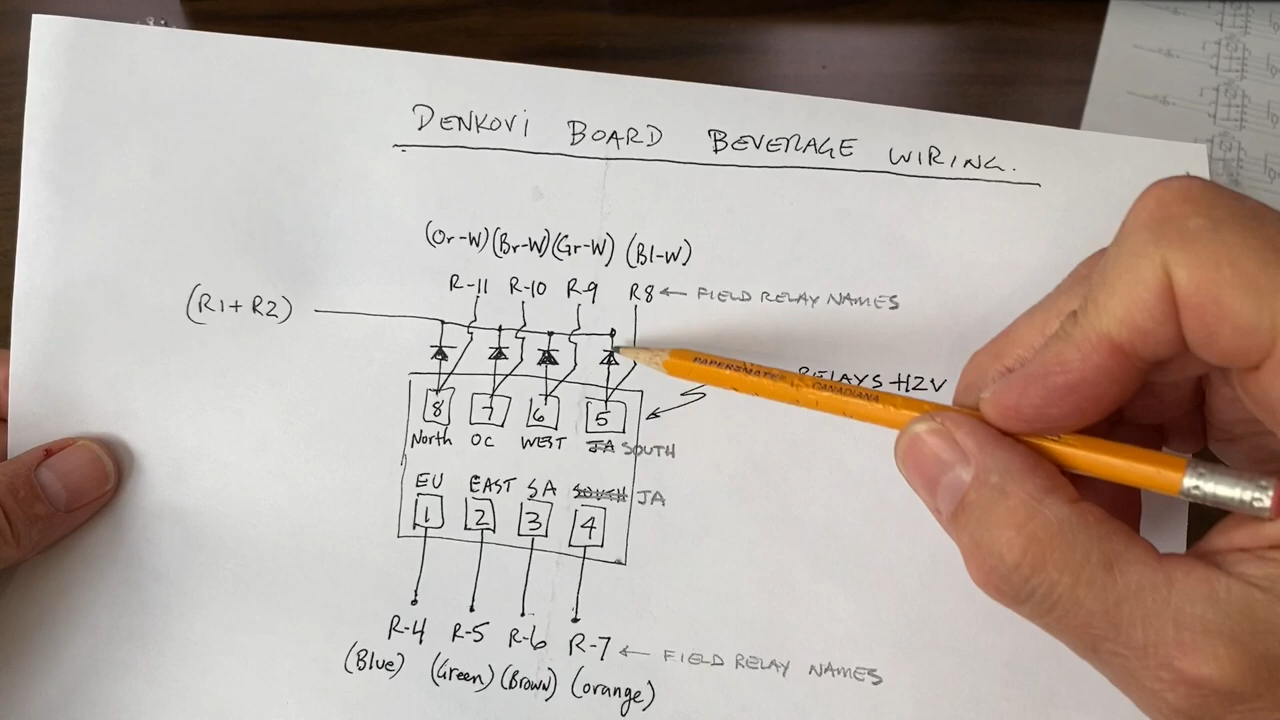 DENKOVI BOARD BEVERAGE WIRING.
(Or-W) (Br-W) (Gr-W) (Bl-W)
R-11 R-10 R-9 R8 ← FIELD RELAY NAMES
(R1+R2)
PAPERMATE CANADIANA
RELAYS +12V
8 7 6 5
North OC WEST JA SOUTH
EU EAST SA SOUTH JA
1 2 3 4
R-4 R-5 R-6 R-7 ← FIELD RELAY NAMES
(Blue) (Green) (Brown) (orange)